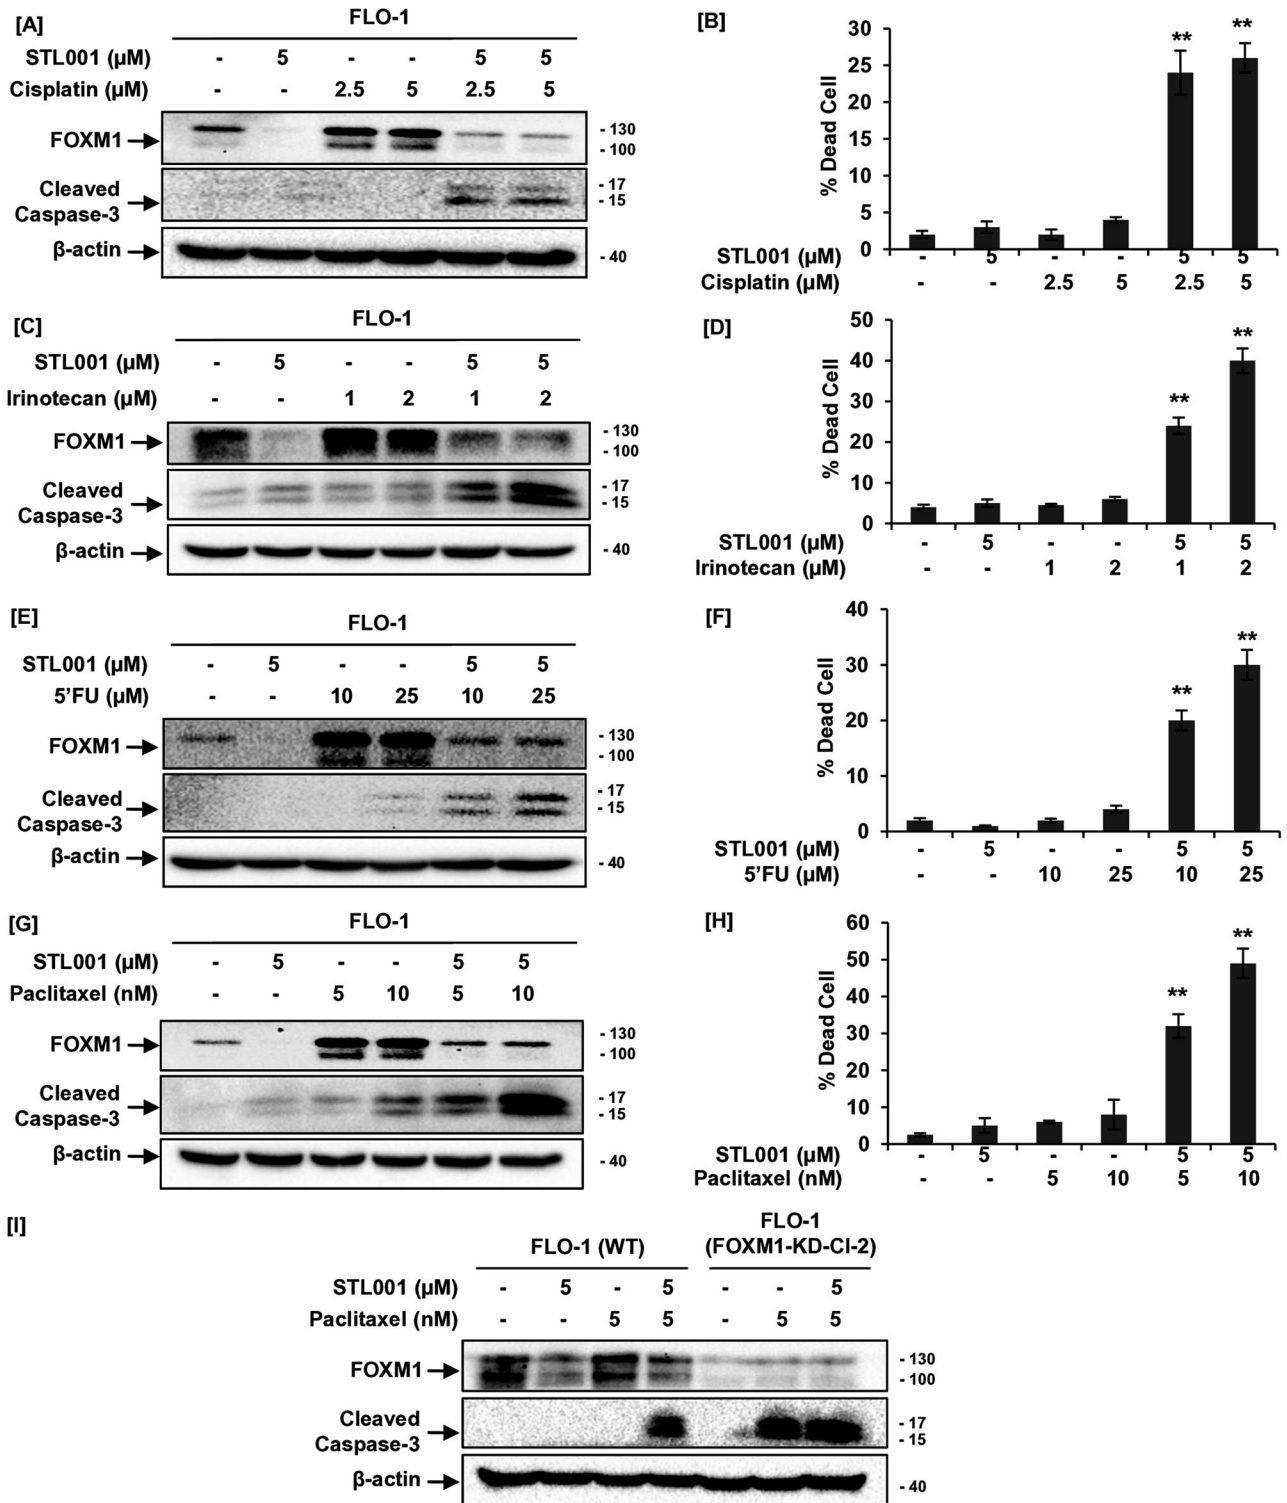 [A]
FLO-1
STL001 (µM) - 5 - - 5 5
Cisplatin (µM) - - 2.5 5 2.5 5
FOXM1
- 130
- 100
Cleaved
Caspase-3
- 17
- 15
β-actin
- 40
[B]
% Dead Cell
30
25
20
15
10
5
0
** **
STL001 (µM) - 5 - - 5 5
Cisplatin (µM) - - 2.5 5 2.5 5
[C]
FLO-1
STL001 (µM) - 5 - - 5 5
Irinotecan (µM) - - 1 2 1 2
FOXM1
- 130
- 100
Cleaved
Caspase-3
- 17
- 15
β-actin
- 40
[D]
% Dead Cell
50
40
30
20
10
0
** **
STL001 (µM) - 5 - - 5 5
Irinotecan (µM) - - 1 2 1 2
[E]
FLO-1
STL001 (µM) - 5 - - 5 5
5’FU (µM) - - 10 25 10 25
FOXM1
- 130
- 100
Cleaved
Caspase-3
- 17
- 15
β-actin
- 40
[F]
% Dead Cell
40
30
20
10
0
** **
STL001 (µM) - 5 - - 5 5
5’FU (µM) - - 10 25 10 25
[G]
FLO-1
STL001 (µM) - 5 - - 5 5
Paclitaxel (nM) - - 5 10 5 10
FOXM1
- 130
- 100
Cleaved
Caspase-3
- 17
- 15
β-actin
- 40
[H]
% Dead Cell
60
50
40
30
20
10
0
** **
STL001 (µM) - 5 - - 5 5
Paclitaxel (nM) - - 5 10 5 10
[I]
FLO-1 (WT)
FLO-1
(FOXM1-KD-Cl-2)
STL001 (µM) - 5 - 5 - - 5
Paclitaxel (nM) - - 5 5 - 5 5
FOXM1
- 130
- 100
Cleaved
Caspase-3
- 17
- 15
β-actin
- 40